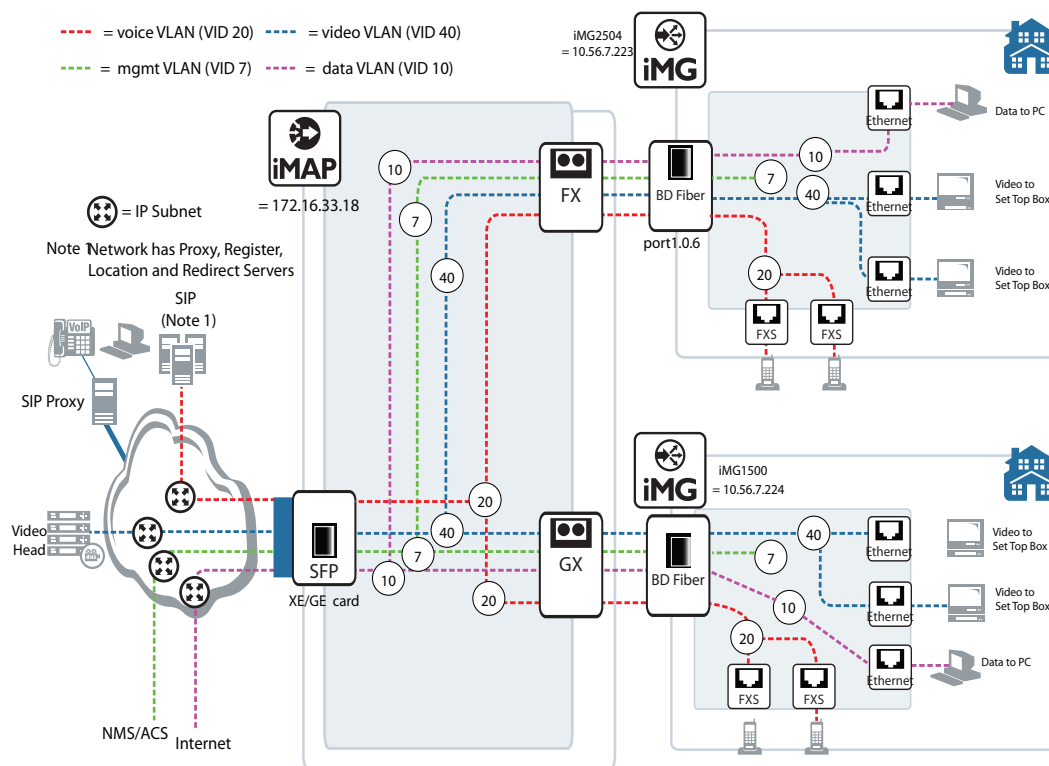 = voice VLAN (VID 20)
= video VLAN (VID 40)
= mgmt VLAN (VID 7)
= data VLAN (VID 10)
iMG2504
= 10.56.7.223
iMG
iMAP
= 172.16.33.18
= IP Subnet
Note 1 Network has Proxy, Register,
Location and Redirect Servers
SIP
(Note 1)
VoIP
SIP Proxy
Video
Head
NMS/ACS
Internet
SFP
XE/GE card
10
7
40
20
FX
BD Fiber
port1.0.6
10
7
40
20
Ethernet
Data to PC
Ethernet
Video to
Set Top Box
Ethernet
Video to
Set Top Box
FXS
FXS
20
40
7
10
20
GX
iMG
iMG1500
= 10.56.7.224
BD Fiber
40
7
10
20
Ethernet
Video to
Set Top Box
Ethernet
Video to
Set Top Box
Ethernet
Data to PC
FXS
FXS